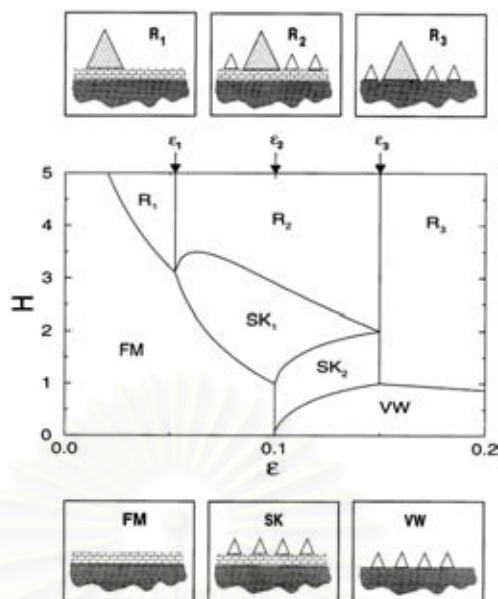 R₁ R₂ R₃
ε₁ ε₂ ε₃
5
R₁ R₂ R₃
4
3
H
SK₁
FM
2
SK₂
1
VW
0
0.0 0.1 0.2
ε
FM SK VW